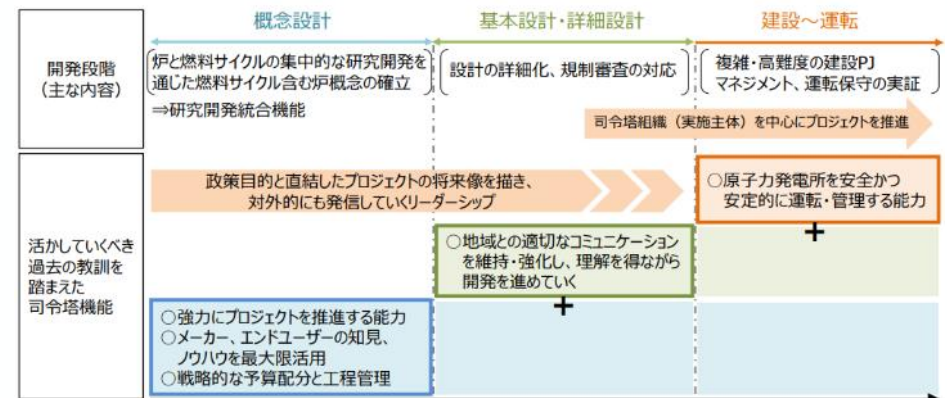 概念設計
基本設計・詳細設計
建設～運転
開発段階
（主な内容）
炉と燃料サイクルの集中的な研究開発を
通じた燃料サイクル含む炉概念の確立
⇒研究開発統合機能
設計の詳細化、規制審査の対応
複雑・高難度の建設PJ
マネジメント、運転保守の実証
司令塔組織（実施主体）を中心にプロジェクトを推進
活かしていくべき
過去の教訓を
踏まえた
司令塔機能
政策目的と直結したプロジェクトの将来像を描き、
対外的にも発信していくリーダーシップ
○原子力発電所を安全かつ
安定的に運転・管理する能力
+
○地域との適切なコミュニケーション
を維持・強化し、理解を得ながら
開発を進めていく
+
○強力にプロジェクトを推進する能力
○メーカー、エンドユーザーの知見、
ノウハウを最大限活用
○戦略的な予算配分と工程管理